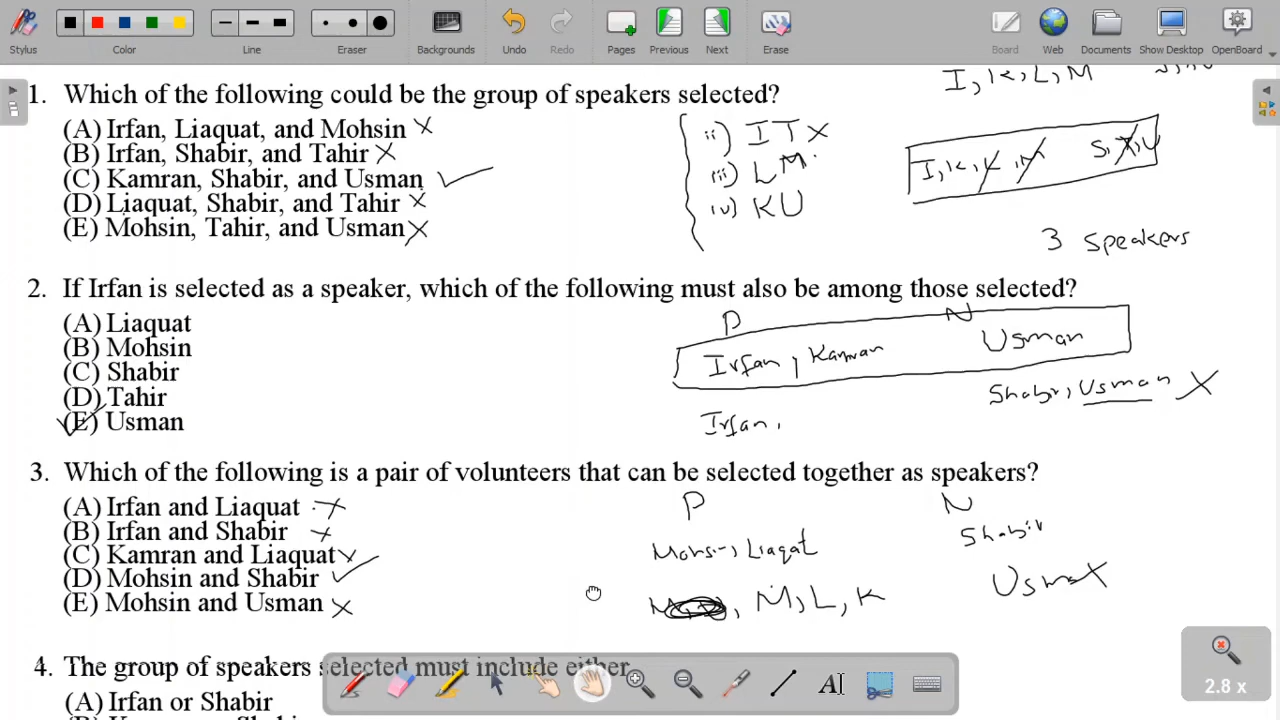 Stylus
Color
Line
Eraser
Backgrounds
Undo
Redo
Pages
Previous
Next
Erase
Board
Web
Documents
Show Desktop
OpenBoard
I, K, L, M
1. Which of the following could be the group of speakers selected?
(A) Irfan, Liaquat, and Mohsin
(B) Irfan, Shabir, and Tahir
(C) Kamran, Shabir, and Usman
(D) Liaquat, Shabir, and Tahir
(E) Mohsin, Tahir, and Usman
ii) I T X
iii) L M
iv) K U
3 speakers
2. If Irfan is selected as a speaker, which of the following must also be among those selected?
(A) Liaquat
(B) Mohsin
(C) Shabir
(D) Tahir
(E) Usman
P N
Irfan, Kamran Usman
Shabir, Usman X
Irfan,
3. Which of the following is a pair of volunteers that can be selected together as speakers?
(A) Irfan and Liaquat
(B) Irfan and Shabir
(C) Kamran and Liaquat
(D) Mohsin and Shabir
(E) Mohsin and Usman
P N
Mohsin, Liaqat Shabir
M, L, K
4. The group of speakers selected must include either
(A) Irfan or Shabir
2.8 x